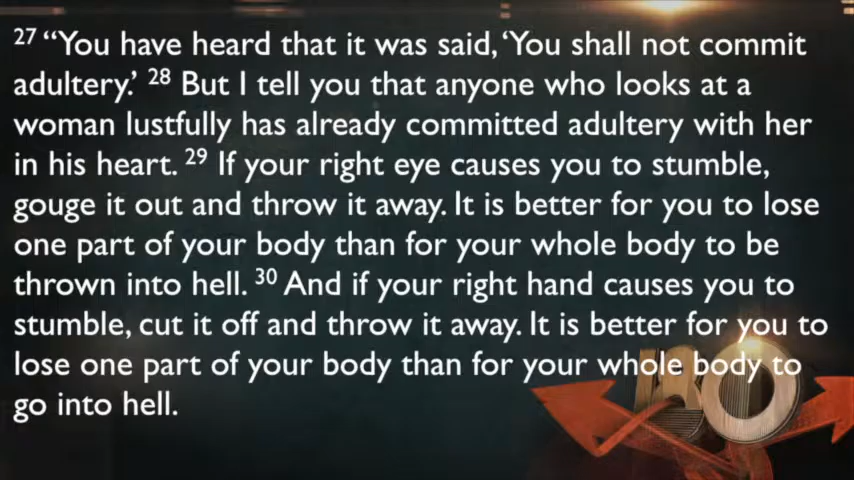 27 “You have heard that it was said, ‘You shall not commit
adultery.’ 28 But I tell you that anyone who looks at a
woman lustfully has already committed adultery with her
in his heart. 29 If your right eye causes you to stumble,
gouge it out and throw it away. It is better for you to lose
one part of your body than for your whole body to be
thrown into hell. 30 And if your right hand causes you to
stumble, cut it off and throw it away. It is better for you to
lose one part of your body than for your whole body to
go into hell.